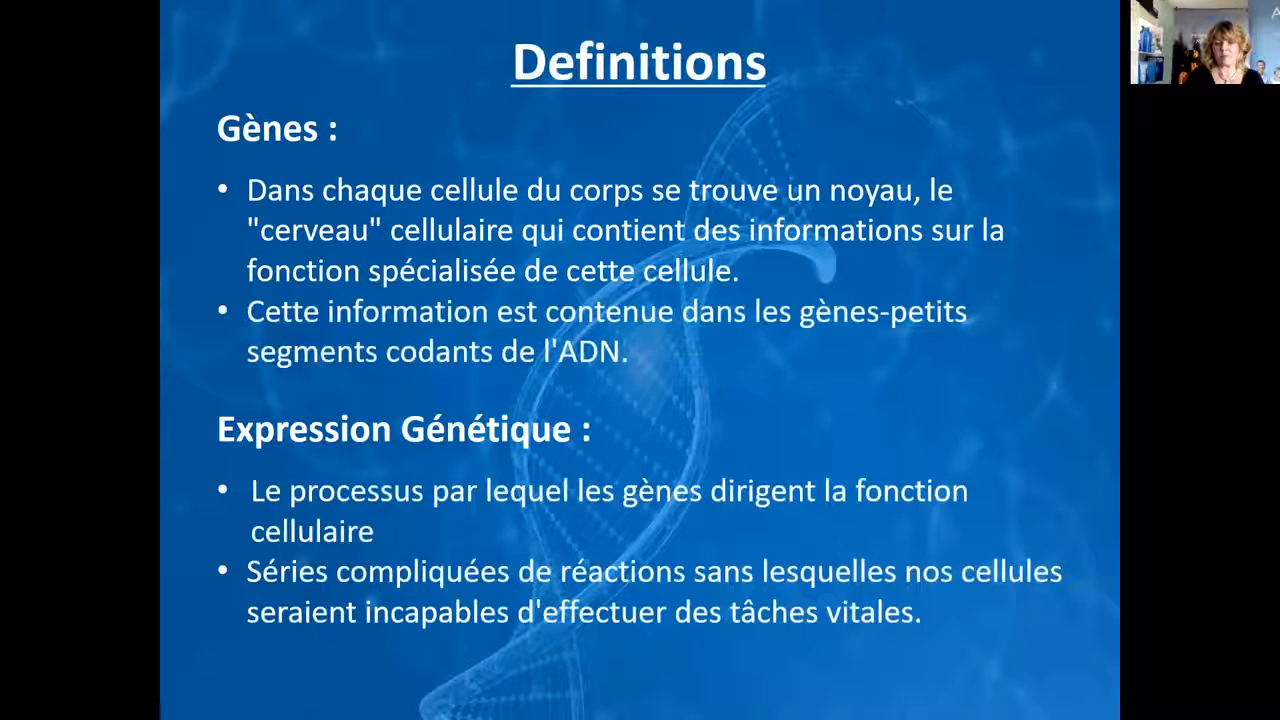 Definitions
Gènes :
• Dans chaque cellule du corps se trouve un noyau, le
"cerveau" cellulaire qui contient des informations sur la
fonction spécialisée de cette cellule.
• Cette information est contenue dans les gènes-petits
segments codants de l'ADN.
Expression Génétique :
• Le processus par lequel les gènes dirigent la fonction
cellulaire
• Séries compliquées de réactions sans lesquelles nos cellules
seraient incapables d'effectuer des tâches vitales.